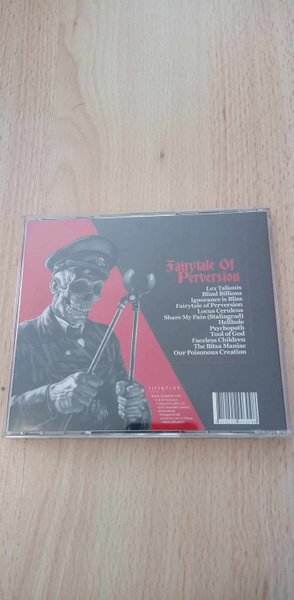 Fairytale Of
Perversion
Lex Talionis
Blind Billions
Ignorance is Bliss
Fairytale of Perversion
Locus Ceruleus
Share My Pain (Stalingrad)
Hellhole
Psychopath
Tool of God
Faceless Children
The Bitsa Maniac
Our Poisonous Creation